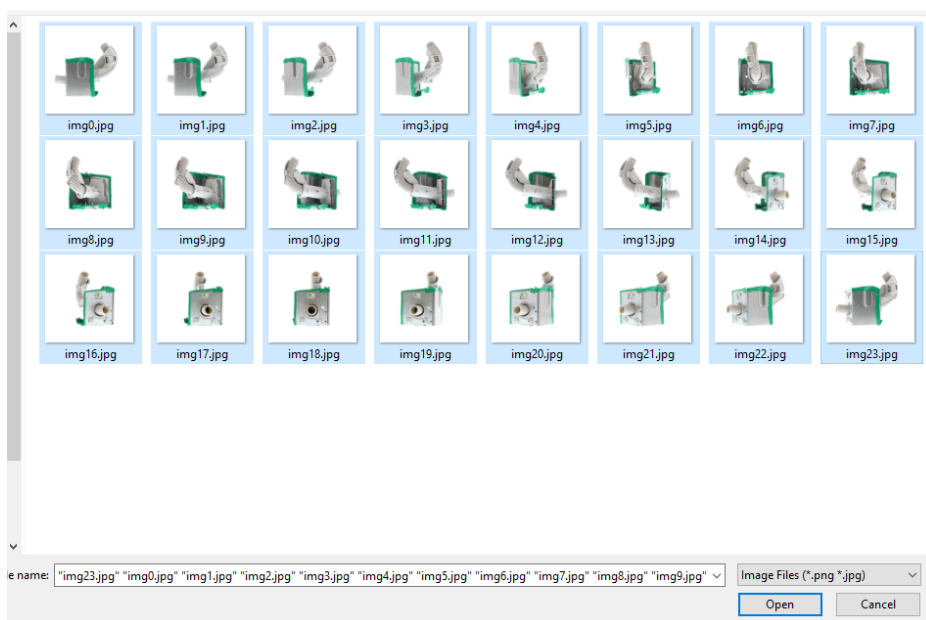 img0.jpg img1.jpg img2.jpg img3.jpg img4.jpg img5.jpg img6.jpg img7.jpg
img8.jpg img9.jpg img10.jpg img11.jpg img12.jpg img13.jpg img14.jpg img15.jpg
img16.jpg img17.jpg img18.jpg img19.jpg img20.jpg img21.jpg img22.jpg img23.jpg
e name: "img23.jpg" "img0.jpg" "img1.jpg" "img2.jpg" "img3.jpg" "img4.jpg" "img5.jpg" "img6.jpg" "img7.jpg" "img8.jpg" "img9.jpg" Image Files (*.png *.jpg)
Open Cancel